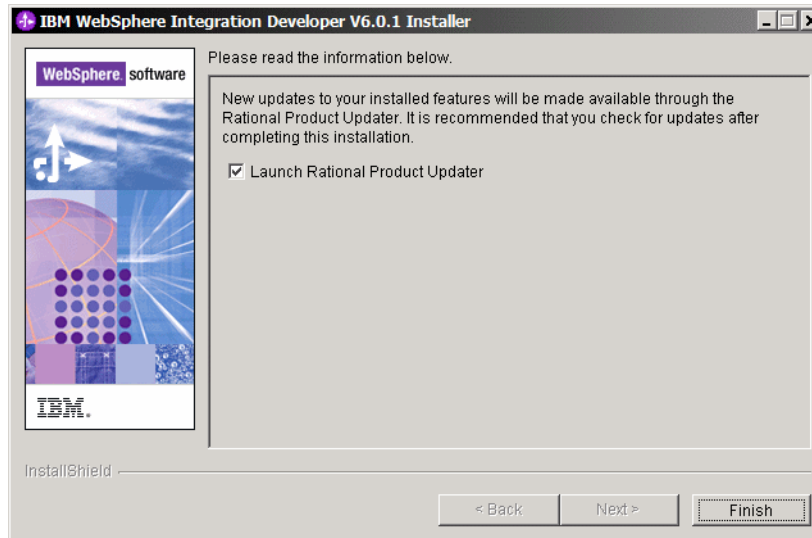 IBM WebSphere Integration Developer V6.0.1 Installer
Please read the information below.
WebSphere. software
New updates to your installed features will be made available through the
Rational Product Updater. It is recommended that you check for updates after
completing this installation.
Launch Rational Product Updater
IBM.
InstallShield
< Back
Next >
Finish